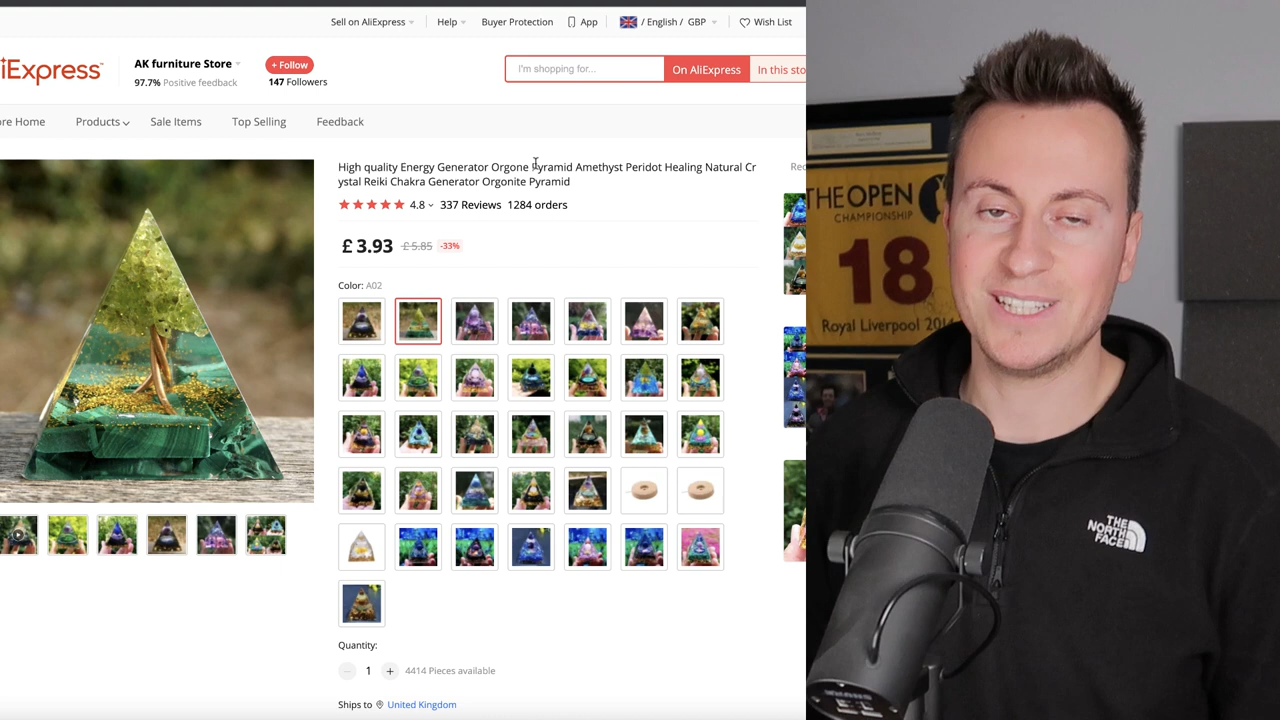 Sell on AliExpress
Help
Buyer Protection
App
/ English / GBP
Wish List
iExpress
AK furniture Store
97.7% Positive feedback
+ Follow
147 Followers
I'm shopping for...
On AliExpress
In this sto
ore Home
Products
Sale Items
Top Selling
Feedback
High quality Energy Generator Orgone Pyramid Amethyst Peridot Healing Natural Cr
ystal Reiki Chakra Generator Orgonite Pyramid
4.8
337 Reviews
1284 orders
£ 3.93
£ 5.85
-33%
Color: A02
Quantity:
1
4414 Pieces available
Ships to
United Kingdom
Rec
THE OPEN
CHAMPIONSHIP
18
Royal Liverpool 2014
THE
NORTH
FACE